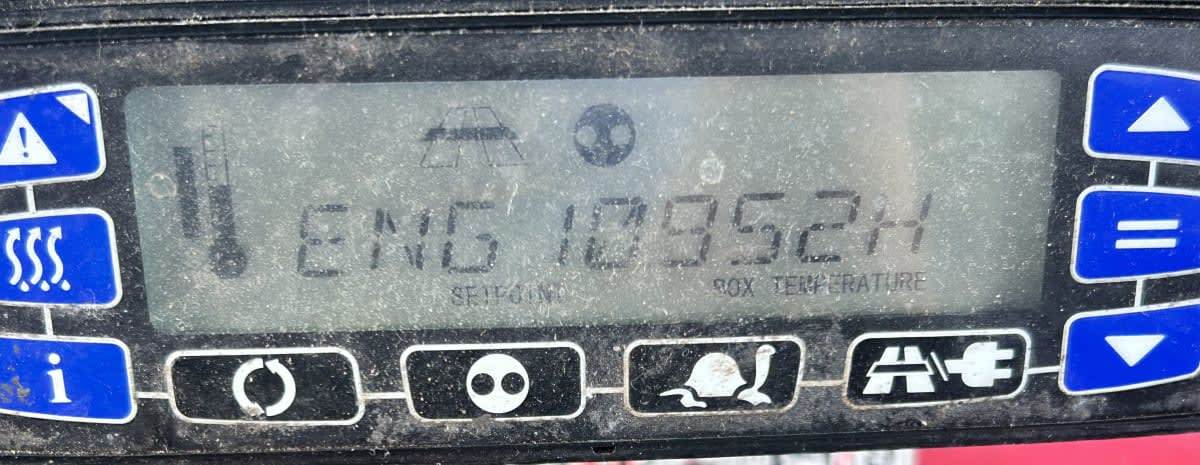 ENG 10952H
SETPOINT BOX TEMPERATURE
i